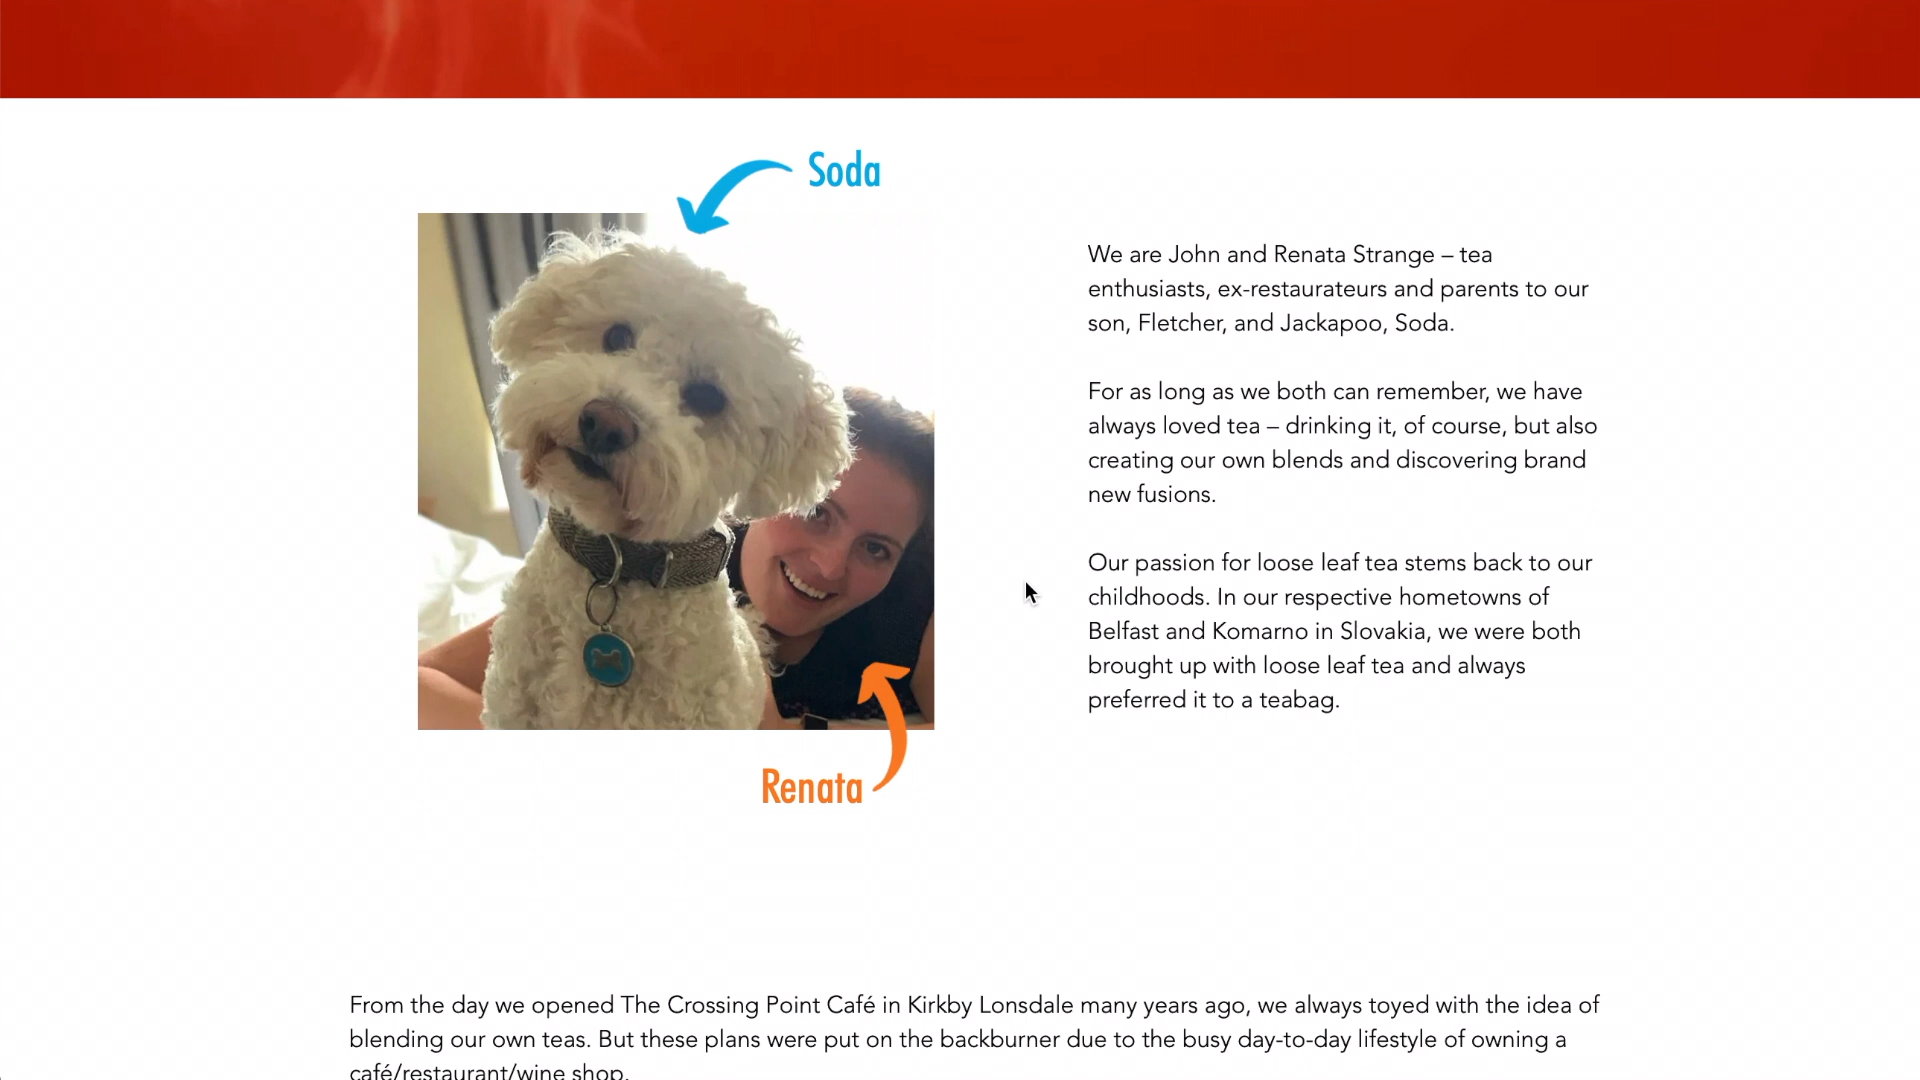 Soda
We are John and Renata Strange – tea
enthusiasts, ex-restaurateurs and parents to our
son, Fletcher, and Jackapoo, Soda.
For as long as we both can remember, we have
always loved tea – drinking it, of course, but also
creating our own blends and discovering brand
new fusions.
Our passion for loose leaf tea stems back to our
childhoods. In our respective hometowns of
Belfast and Komarno in Slovakia, we were both
brought up with loose leaf tea and always
preferred it to a teabag.
Renata
From the day we opened The Crossing Point Café in Kirkby Lonsdale many years ago, we always toyed with the idea of
blending our own teas. But these plans were put on the backburner due to the busy day-to-day lifestyle of owning a
café/restaurant/wine shop.